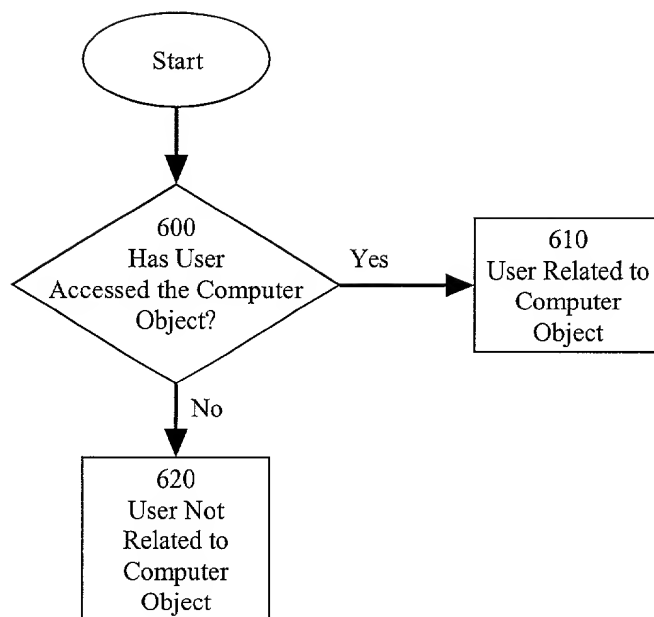 Start
600
Has User
Accessed the Computer
Object?
Yes
610
User Related to
Computer
Object
No
620
User Not
Related to
Computer
Object